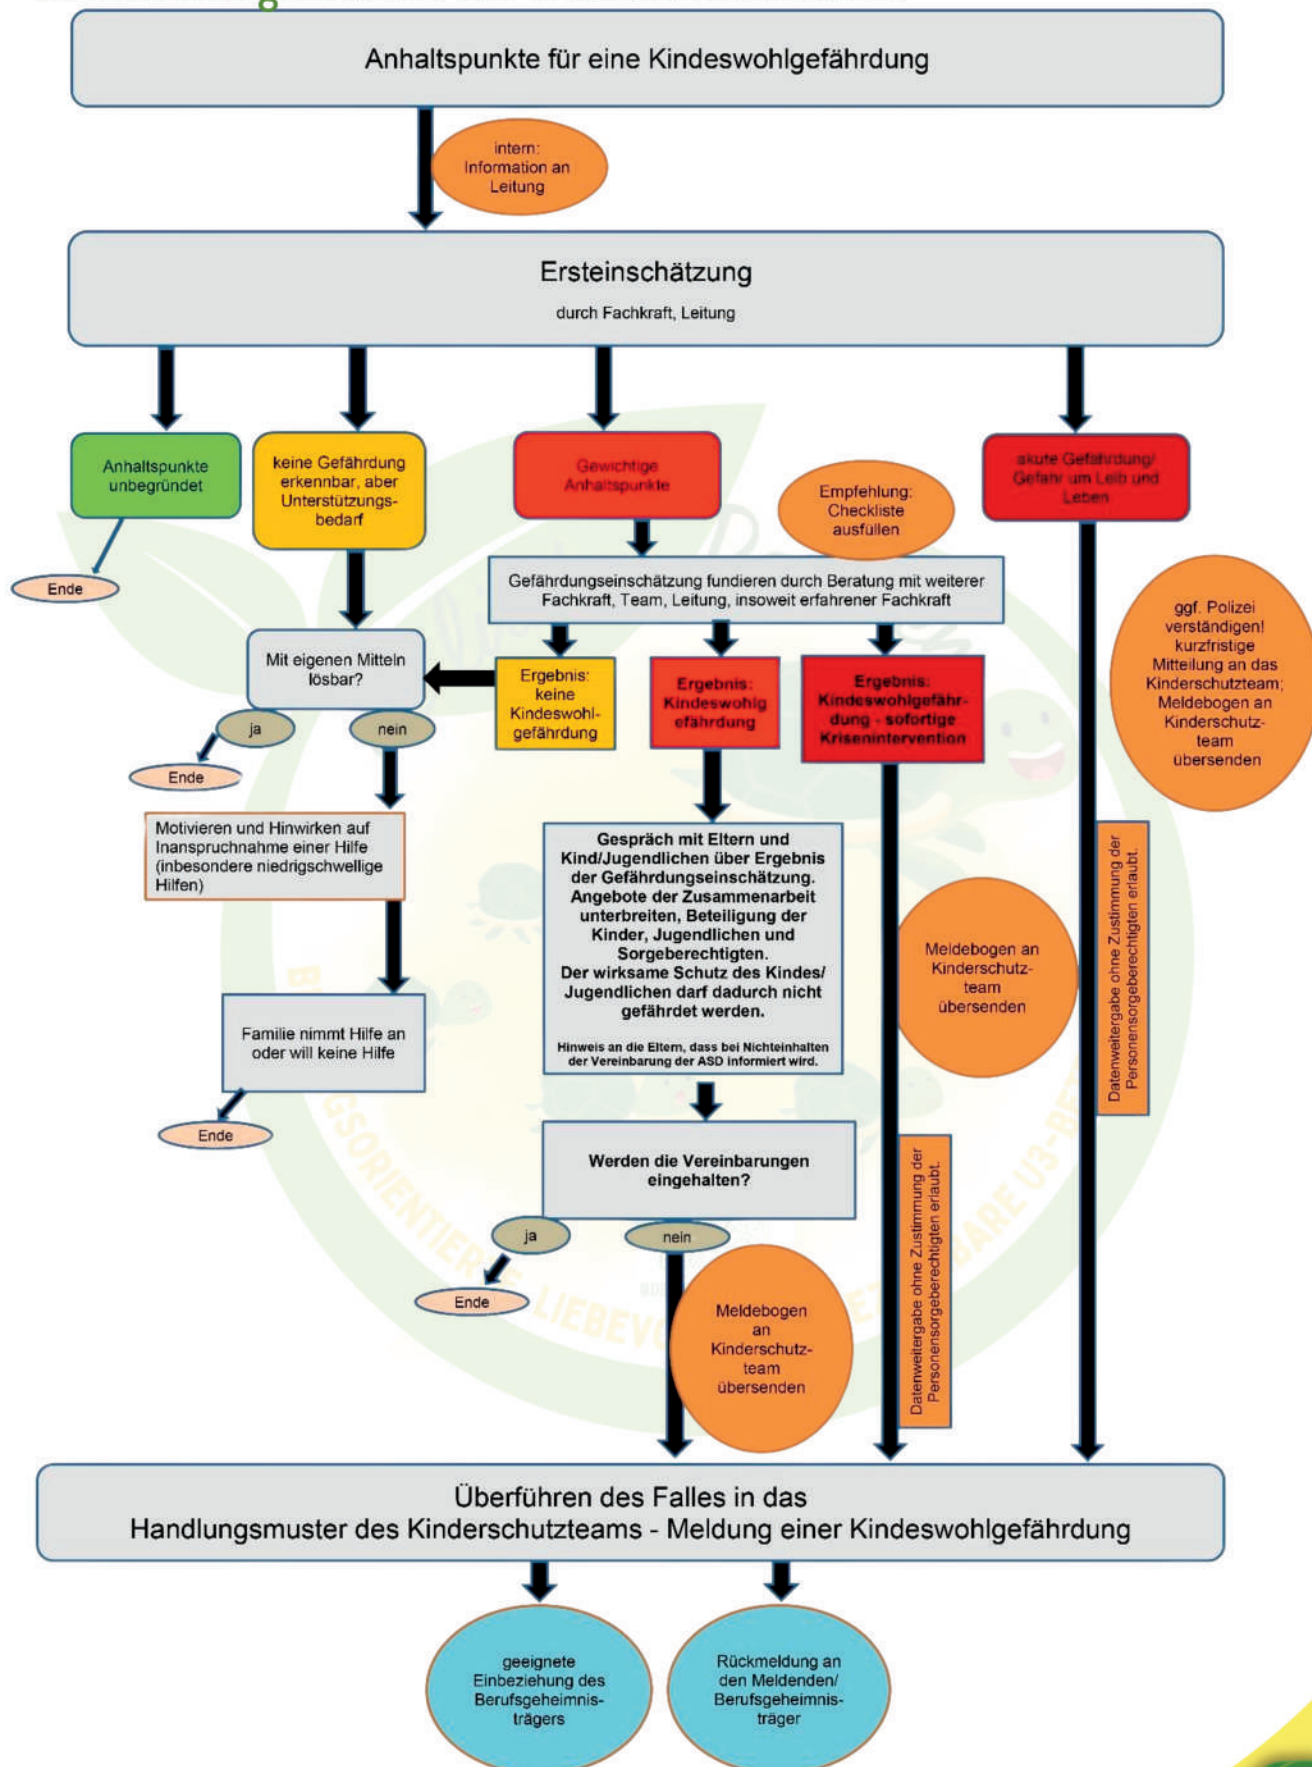 Anhaltspunkte für eine Kindeswohlgefährdung
intern:
Information an
Leitung
Ersteinschätzung
durch Fachkraft, Leitung
Anhaltspunkte
unbegründet
keine Gefährdung
erkennbar, aber
Unterstützungs-
bedarf
Gewichtige
Anhaltspunkte
akute Gefährdung/
Gefahr um Leib und
Leben
Empfehlung:
Checkliste
ausfüllen
Ende
Gefährdungseinschätzung fundieren durch Beratung mit weiterer
Fachkraft, Team, Leitung, insoweit erfahrener Fachkraft
ggf. Polizei
verständigen!
kurzfristige
Mitteilung an das
Kinderschutzteam;
Meldebogen an
Kinderschutz-
team
übersenden
Mit eigenen Mitteln
lösbar?
ja
nein
Ende
Ergebnis:
keine
Kindeswohl-
gefährdung
Ergebnis:
Kindeswohlg
efährdung
Ergebnis:
Kindeswohlgefähr-
dung - sofortige
Krisenintervention
Motivieren und Hinwirken auf
Inanspruchnahme einer Hilfe
(inbesondere niedrigschwellige
Hilfen)
Gespräch mit Eltern und
Kind/Jugendlichen über Ergebnis
der Gefährdungseinschätzung.
Angebote der Zusammenarbeit
unterbreiten, Beteiligung der
Kinder, Jugendlichen und
Sorgeberechtigten.
Der wirksame Schutz des Kindes/
Jugendlichen darf dadurch nicht
gefährdet werden.
Hinweis an die Eltern, dass bei Nichteinhalten
der Vereinbarung der ASD informiert wird.
Meldebogen an
Kinderschutz-
team
übersenden
Datenweitergabe ohne Zustimmung der
Personensorgeberechtigten erlaubt.
Familie nimmt Hilfe an
oder will keine Hilfe
Ende
Werden die Vereinbarungen
eingehalten?
ja
nein
Ende
Meldebogen
an
Kinderschutz-
team
übersenden
Datenweitergabe ohne Zustimmung der
Personensorgeberechtigten erlaubt.
Überführen des Falles in das
Handlungsmuster des Kinderschutzteams - Meldung einer Kindeswohlgefährdung
geeignete
Einbeziehung des
Berufsgeheimnis-
trägers
Rückmeldung an
den Meldenden/
Berufsgeheimnis-
träger